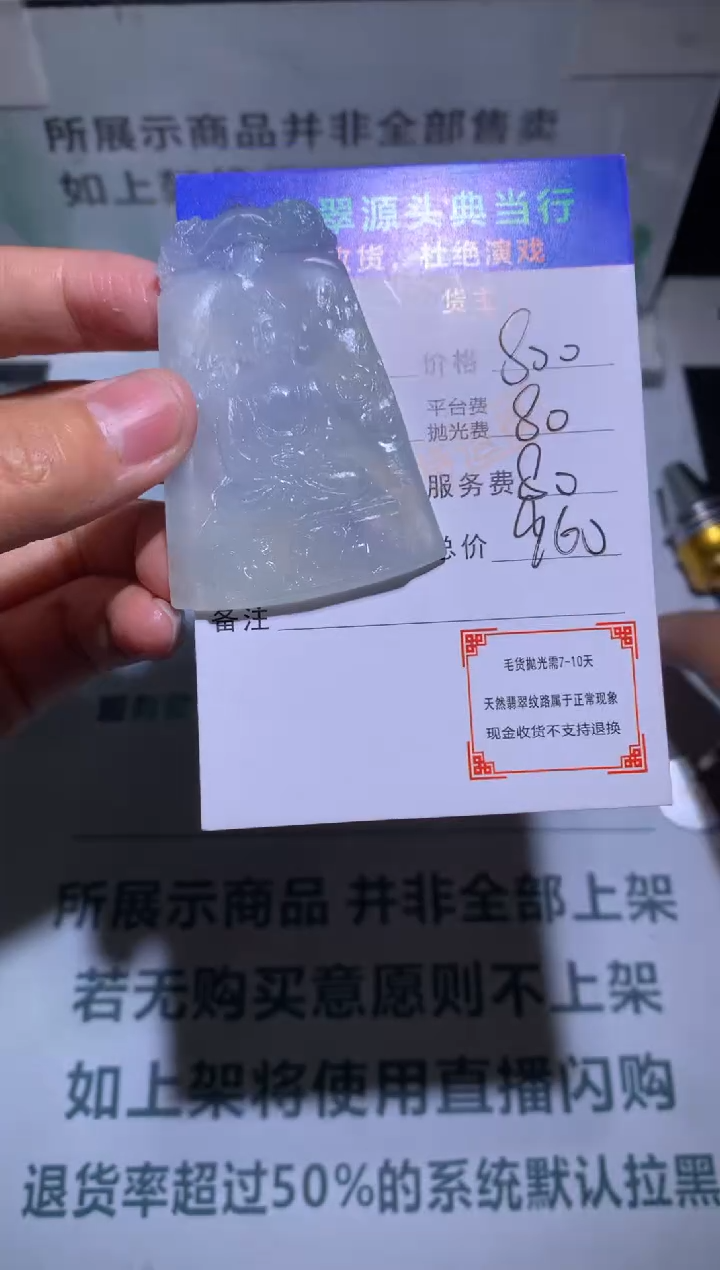 所展示商品并非全部售卖
如上架
翠源头典当行
收货，杜绝演戏
货主
价格 800
平台费
抛光费 80
服务费 80
总价 960
备注
毛货抛光需7-10天
天然翡翠纹路属于正常现象
现金收货不支持退换
所展示商品 并非全部上架
若无购买意愿则不上架
如上架将使用直播闪购
退货率超过50%的系统默认拉黑